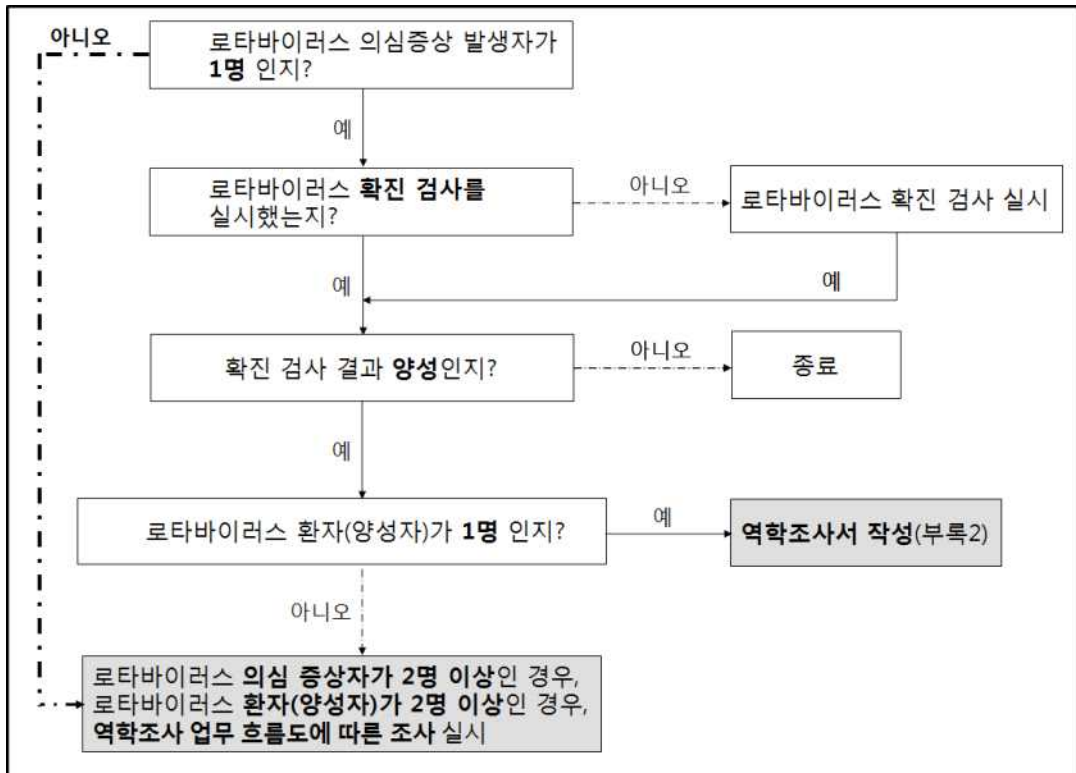 아니오
로타바이러스 의심증상 발생자가
1명 인지?
예
로타바이러스 확진 검사를
실시했는지?
아니오
로타바이러스 확진 검사 실시
예
예
확진 검사 결과 양성인지?
아니오
종료
예
로타바이러스 환자(양성자)가 1명 인지?
예
역학조사서 작성(부록2)
아니오
로타바이러스 의심 증상자가 2명 이상인 경우,
로타바이러스 환자(양성자)가 2명 이상인 경우,
역학조사 업무 흐름도에 따른 조사 실시